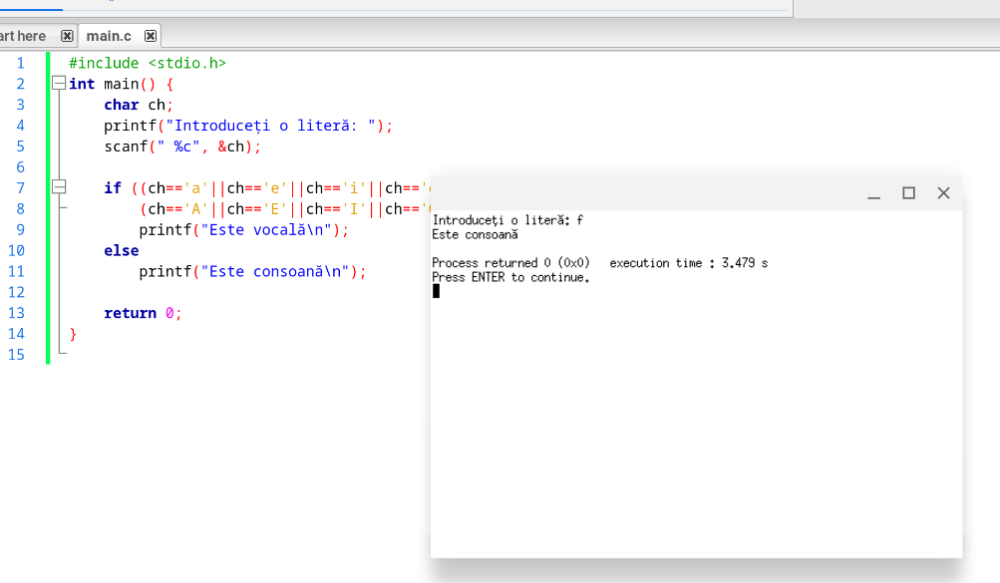 art here main.c
1 #include <stdio.h>
2 int main() {
3 char ch;
4 printf("Introduceți o literă: ");
5 scanf(" %c", &ch);
6
7 if ((ch=='a'||ch=='e'||ch=='i'||ch=='
8 (ch=='A'||ch=='E'||ch=='I'||ch=='
9 printf("Este vocală\n");
10 else
11 printf("Este consoană\n");
12
13 return 0;
14 }
15
Introduceți o literă: f
Este consoană
Process returned 0 (0x0) execution time : 3.479 s
Press ENTER to continue.